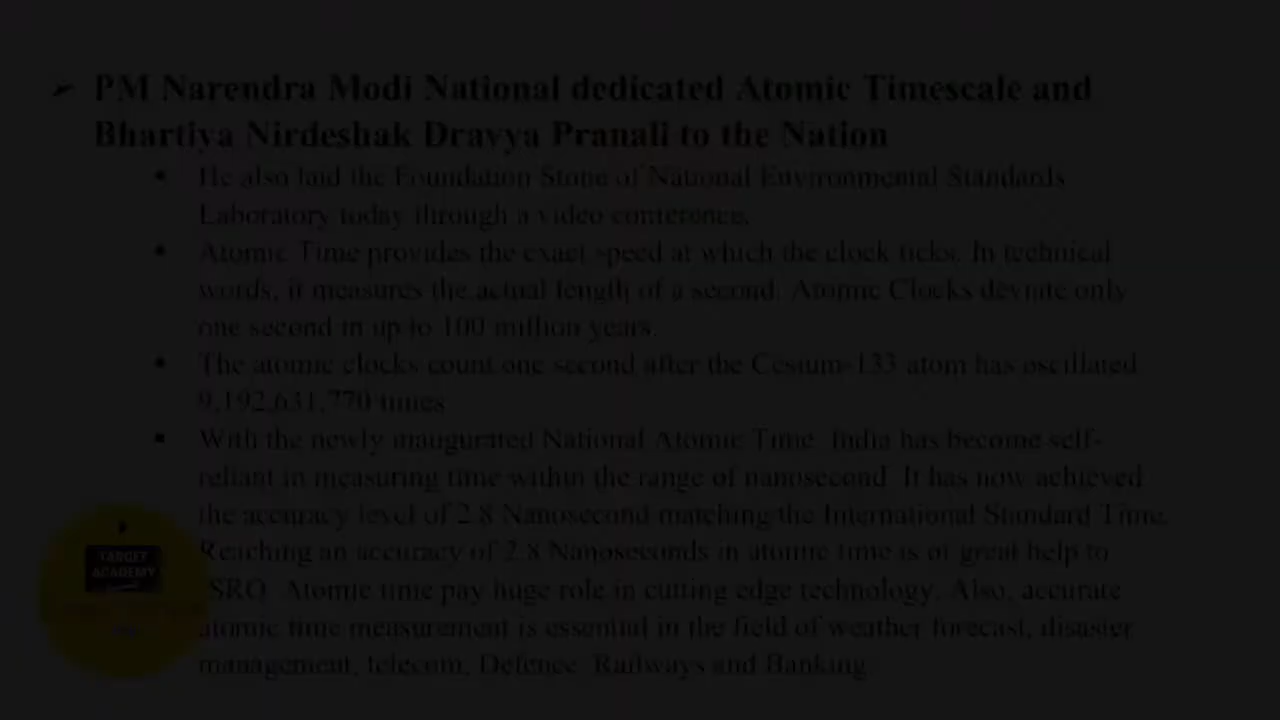 PM Narendra Modi National dedicated Atomic Timescale and
Bhartiya Nirdeshak Dravya Pranali to the Nation
He also laid the Foundation Stone of National Environmental Standards
Laboratory today through a video conference.
Atomic Time provides the exact speed at which the clock ticks. In technical
words, it measures the actual length of a second. Atomic Clocks deviate only
one second in up to 100 million years.
The atomic clocks count one second after the Cesium-133 atom has oscillated
9,192,631,770 times
With the newly inaugurated National Atomic Time, India has become self-
reliant in measuring time within the range of nanosecond. It has now achieved
the accuracy level of 2.8 Nanosecond matching the International Standard Time.
Reaching an accuracy of 2.8 Nanoseconds in atomic time is of great help to
ISRO. Atomic time pay huge role in cutting edge technology. Also, accurate
atomic time measurement is essential in the field of weather forecast, disaster
management, telecom, Defence, Railways and Banking
TARGET
ACADEMY